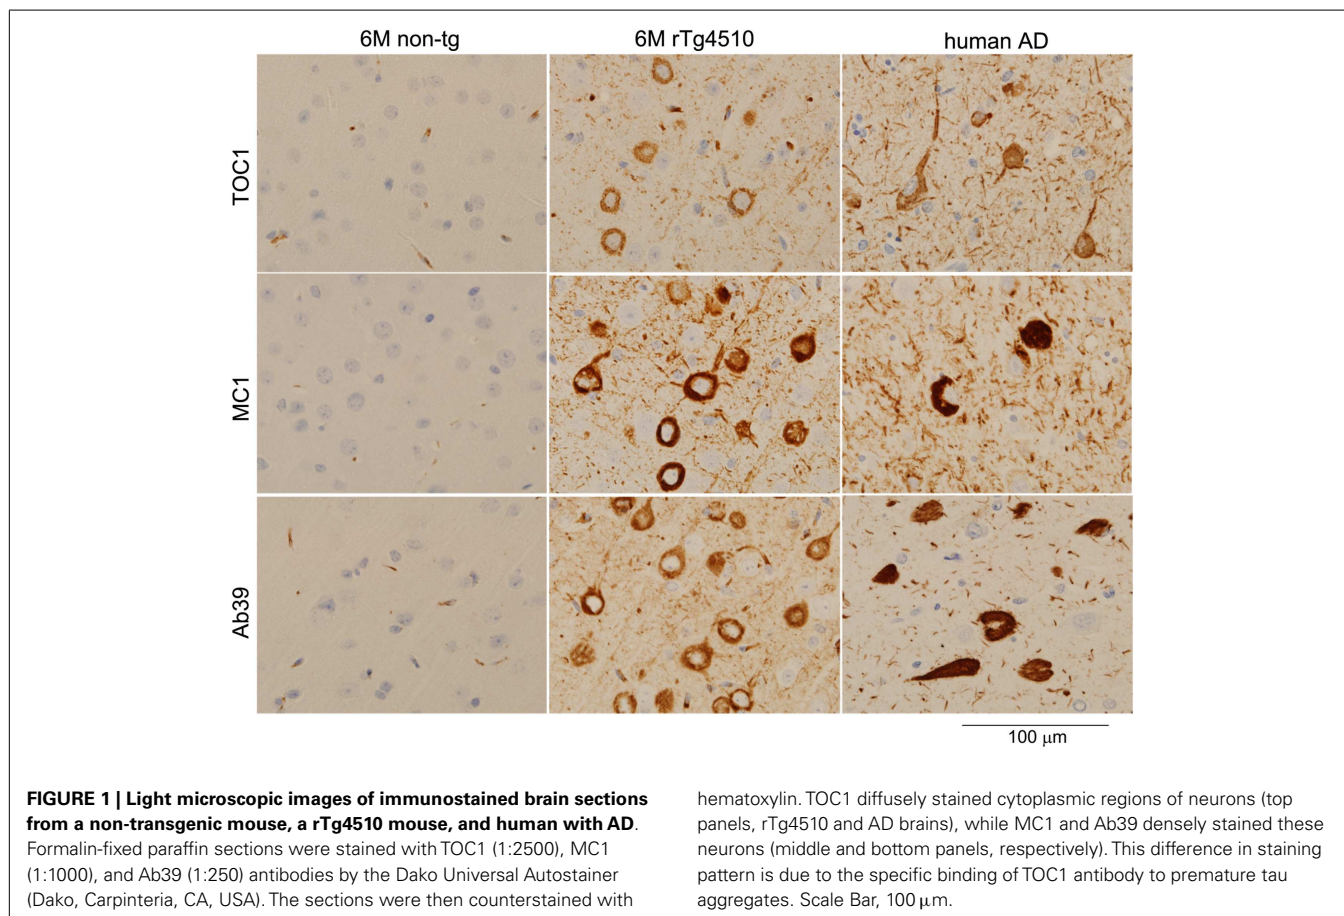 6M non-tg
6M rTg4510
human AD
TOC1
MC1
Ab39
100 μm
FIGURE 1 | Light microscopic images of immunostained brain sections
from a non-transgenic mouse, a rTg4510 mouse, and human with AD.
Formalin-fixed paraffin sections were stained with TOC1 (1:2500), MC1
(1:1000), and Ab39 (1:250) antibodies by the Dako Universal Autostainer
(Dako, Carpinteria, CA, USA). The sections were then counterstained with
hematoxylin. TOC1 diffusely stained cytoplasmic regions of neurons (top
panels, rTg4510 and AD brains), while MC1 and Ab39 densely stained these
neurons (middle and bottom panels, respectively). This difference in staining
pattern is due to the specific binding of TOC1 antibody to premature tau
aggregates. Scale Bar, 100 μm.